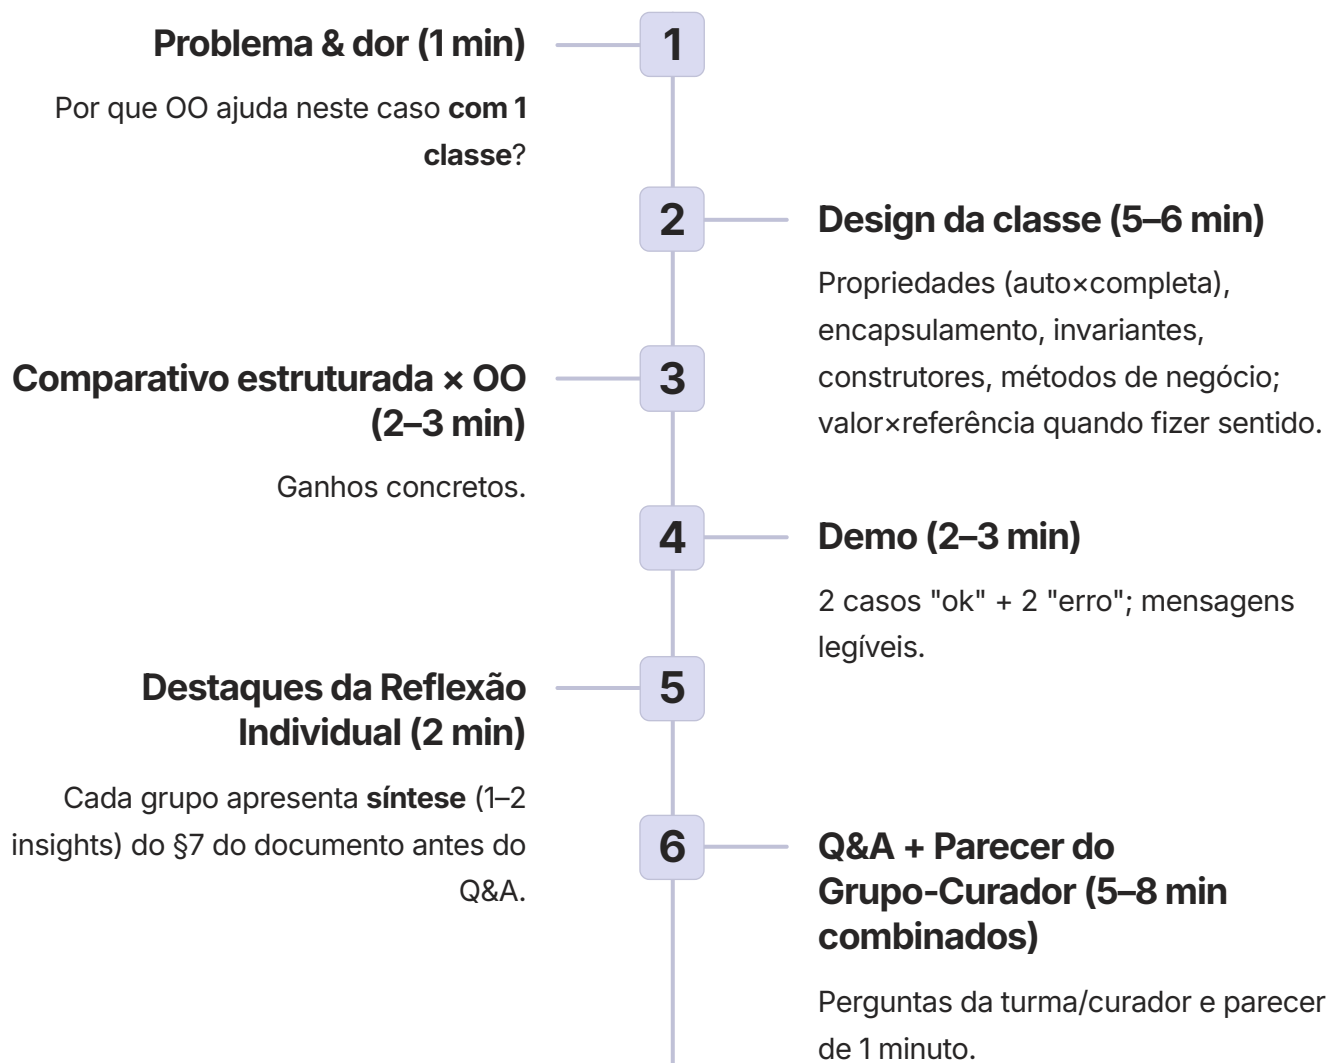 1
Problema & dor (1 min)
Por que OO ajuda neste caso com 1
classe?
2
Design da classe (5–6 min)
Propriedades (auto×completa),
encapsulamento, invariantes,
construtores, métodos de negócio;
valor×referência quando fizer sentido.
3
Comparativo estruturada × OO
(2–3 min)
Ganhos concretos.
4
Demo (2–3 min)
2 casos "ok" + 2 "erro"; mensagens
legíveis.
5
Destaques da Reflexão
Individual (2 min)
Cada grupo apresenta síntese (1–2
insights) do §7 do documento antes do
Q&A.
6
Q&A + Parecer do
Grupo-Curador (5–8 min
combinados)
Perguntas da turma/curador e parecer
de 1 minuto.